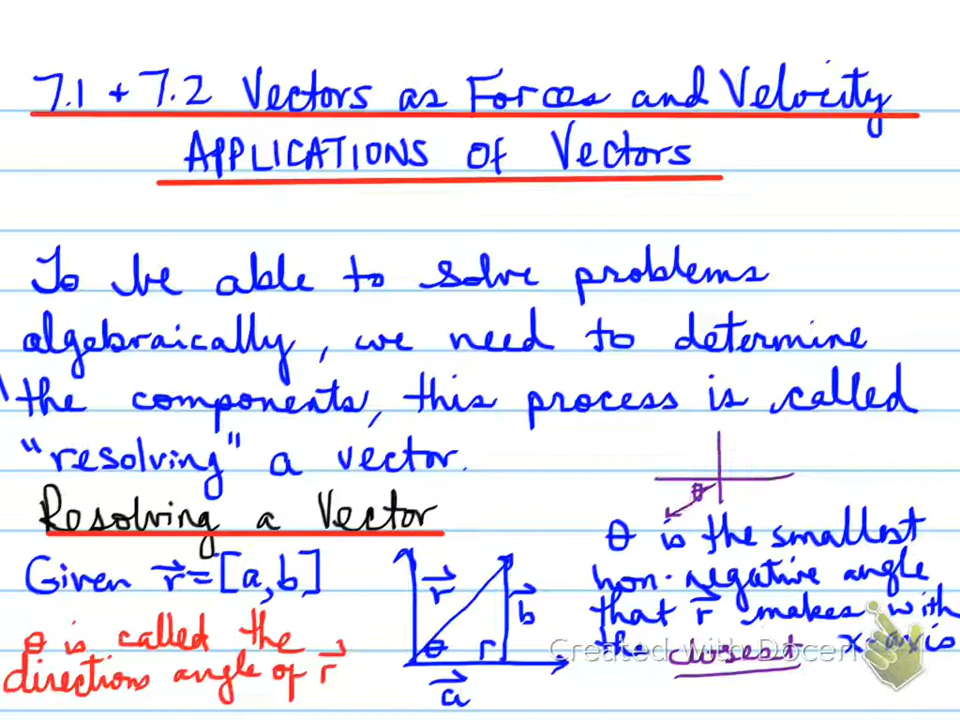 7.1 + 7.2 Vectors as Forces and Velocity
APPLICATIONS OF Vectors
To be able to solve problems
algebraically, we need to determine
the components, this process is called
"resolving" a vector.
Resolving a Vector
Given r⃗ = [a, b]
θ is called the
directions angle of r⃗
r⃗
b⃗
θ
a⃗
θ
θ is the smallest
non-negative angle
that r⃗ makes with
the closest x-axis
Created with Doceri